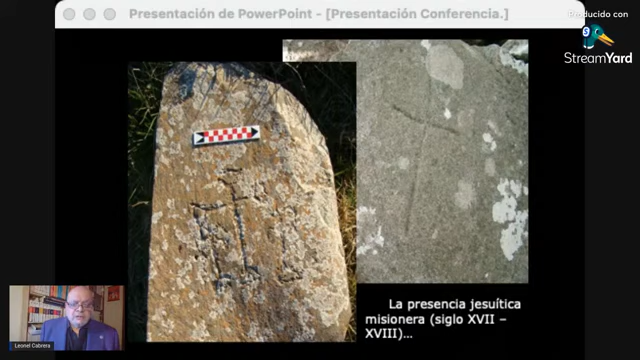 Presentación de PowerPoint - [Presentación Conferencia.]
Producido con
StreamYard
La presencia jesuítica
misionera (siglo XVII –
XVIII)...
Leonel Cabrera